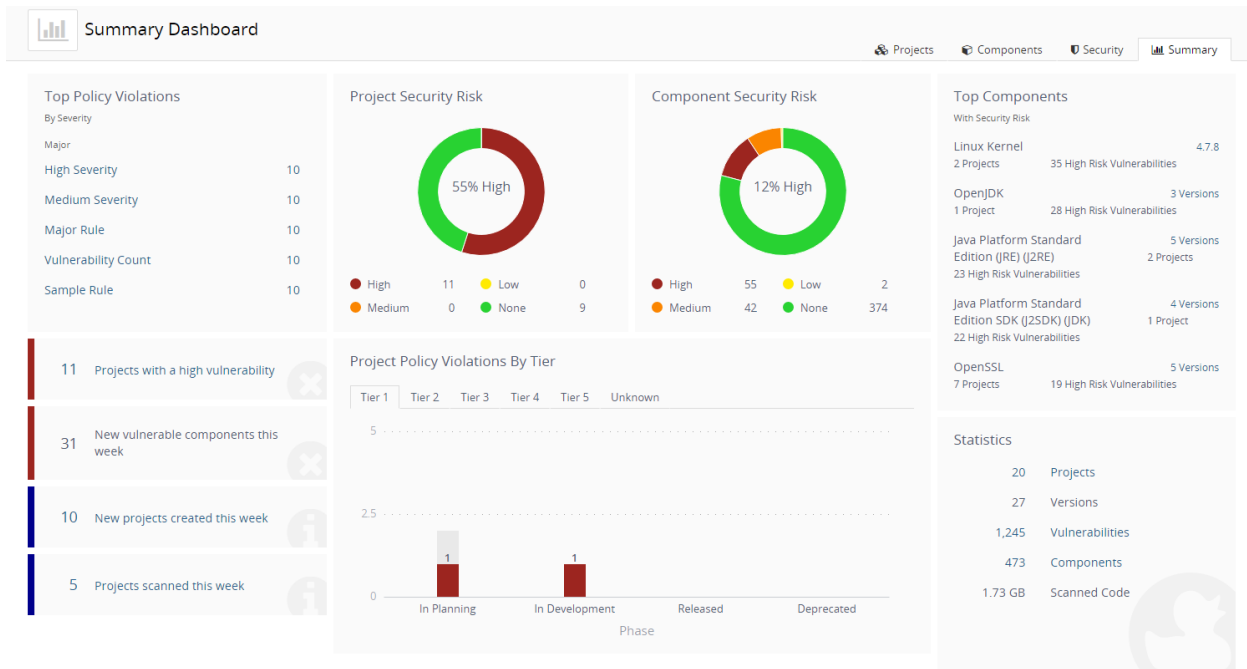 Summary Dashboard
Projects
Components
Security
Summary
Top Policy Violations
By Severity
Major
High Severity 10
Medium Severity 10
Major Rule 10
Vulnerability Count 10
Sample Rule 10
Project Security Risk
55% High
High 11 Low 0
Medium 0 None 9
Component Security Risk
12% High
High 55 Low 2
Medium 42 None 374
Top Components
With Security Risk
Linux Kernel 4.7.8
2 Projects 35 High Risk Vulnerabilities
OpenJDK 3 Versions
1 Project 28 High Risk Vulnerabilities
Java Platform Standard 5 Versions
Edition (JRE) (J2RE) 2 Projects
23 High Risk Vulnerabilities
Java Platform Standard 4 Versions
Edition SDK (J2SDK) (JDK) 1 Project
22 High Risk Vulnerabilities
OpenSSL 5 Versions
7 Projects 19 High Risk Vulnerabilities
11 Projects with a high vulnerability
31 New vulnerable components this
week
10 New projects created this week
5 Projects scanned this week
Project Policy Violations By Tier
Tier 1 Tier 2 Tier 3 Tier 4 Tier 5 Unknown
5
2.5
1 1
0
In Planning In Development Released Deprecated
Phase
Statistics
20 Projects
27 Versions
1,245 Vulnerabilities
473 Components
1.73 GB Scanned Code